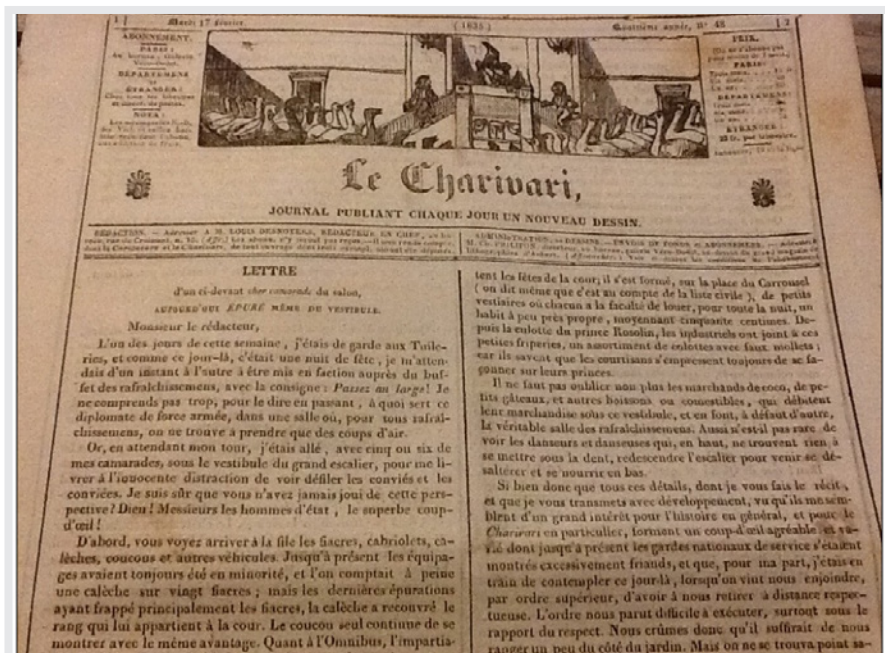 Mardi 17 février.
( 1835 )
Quatrième année, N° 48
ABONNEMENT.
PARIS :
DÉPARTEMENS
ET
ÉTRANGER :
NOTA :
PRIX.
PARIS :
DÉPARTEMENS :
ÉTRANGER :
Le Charivari,
JOURNAL PUBLIANT CHAQUE JOUR UN NOUVEAU DESSIN.
RÉDACTION. — Adresser A M. LOUIS DESNOYERS, RÉDACTEUR EN CHEF,
LETTRE
d'un ci-devant cher camarade du salon,
AUJOURD'HUI ÉPURÉ MÊME DU VESTIBULE.
Monsieur le rédacteur,
L'un des jours de cette semaine, j'étais de garde aux Tuile-
ries, et comme ce jour-là, c'était une nuit de fête, je m'atten-
dais d'un instant à l'autre à être mis en faction auprès du buf-
fet des rafraîchissemens, avec la consigne : Passez au large ! Je
ne comprends pas trop, pour le dire en passant, à quoi sert ce
diplomate de force armée, dans une salle où, pour tous rafraî-
chissemens, on ne trouve à prendre que des coups d'air.
Or, en attendant mon tour, j'étais allé, avec cinq ou six de
mes camarades, sous le vestibule du grand escalier, pour me li-
vrer à l'innocente distraction de voir défiler les conviés et les
conviées. Je suis sûr que vous n'avez jamais joui de cette pers-
pective ? Dieu ! Messieurs les hommes d'état, le superbe coup-
d'œil !
D'abord, vous voyez arriver à la file les fiacres, cabriolets, ca-
lèches, coucous et autres véhicules. Jusqu'à présent les équipa-
ges avaient toujours été en minorité, et l'on comptait à peine
une calèche sur vingt fiacres ; mais les dernières épurations
ayant frappé principalement les fiacres, la calèche a recouvré le
rang qui lui appartient à la cour. Le coucou seul continue de se
montrer avec le même avantage. Quant à l'Omnibus, l'impartia-
tent les fêtes de la cour ; il s'est formé, sur la place du Carrousel
( on dit même que c'est au compte de la liste civile ), de petits
vestiaires où chacun a la faculté de louer, pour toute la nuit, un
habit à peu près propre, moyennant cinquante centimes. De-
puis la culotte du prince Rosolin, les industriels ont joint à ces
petites friperies, un assortiment de culottes avec faux mollets ;
car ils savent que les courtisans s'empressent toujours de se fa-
çonner sur leurs princes.
Il ne faut pas oublier non plus les marchands de coco, de pe-
tits gâteaux, et autres boissons ou comestibles, qui débitent
leur marchandise sous ce vestibule, et en font, à défaut d'autre,
la véritable salle des rafraîchissemens. Aussi n'est-il pas rare de
voir les danseurs et danseuses qui, en haut, ne trouvent rien à
se mettre sous la dent, redescendre l'escalier pour venir se dé-
saltérer et se nourrir en bas.
Si bien donc que tous ces détails, dont je vous fais le récit,
et que je vous transmets avec développement, vu qu'ils me sem-
blent d'un grand intérêt pour l'histoire en général, et pour le
Charivari en particulier, forment un coup-d'œil agréable et va-
rié dont jusqu'à présent les gardes nationaux de service s'étaient
montrés excessivement friands, et que, pour ma part, j'étais en
train de contempler ce jour-là, lorsqu'on vint nous enjoindre,
par ordre supérieur, d'avoir à nous retirer à distance respec-
tueuse. L'ordre nous parut difficile à exécuter, surtout sous le
rapport du respect. Nous crûmes donc qu'il suffirait de nous
ranger un peu du côté du jardin. Mais on ne se trouva point sa-